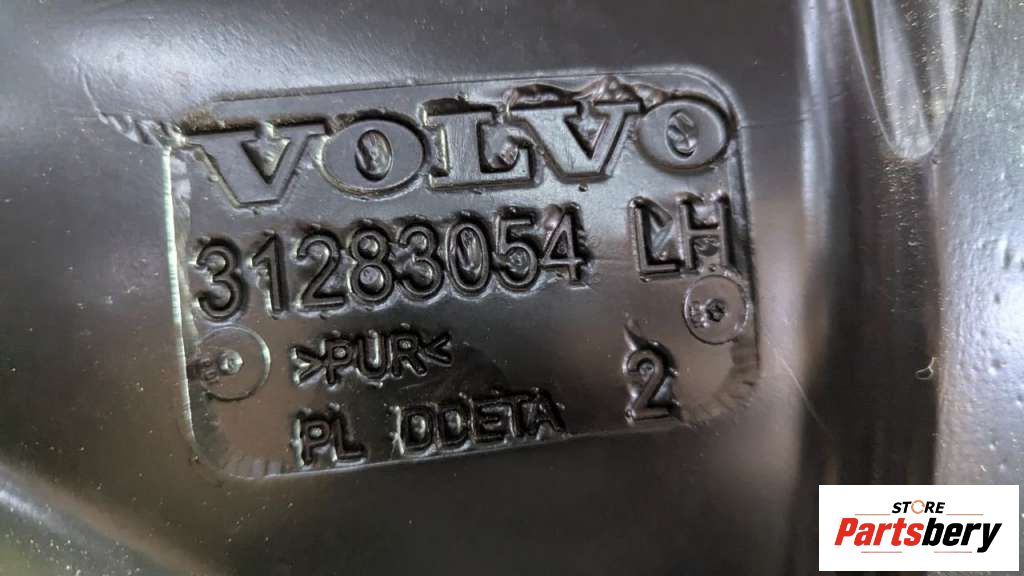 VOLVO
31283054 LH
>PUR<
2
PL DDETA
STORE
Partsbery